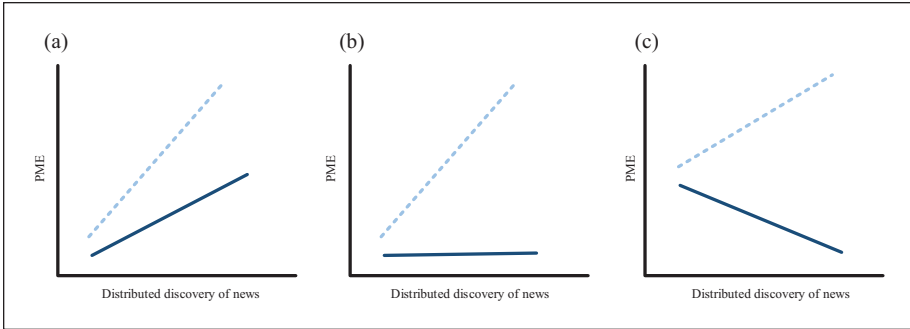 (a)
(b)
(c)
PME
PME
PME
Distributed discovery of news
Distributed discovery of news
Distributed discovery of news